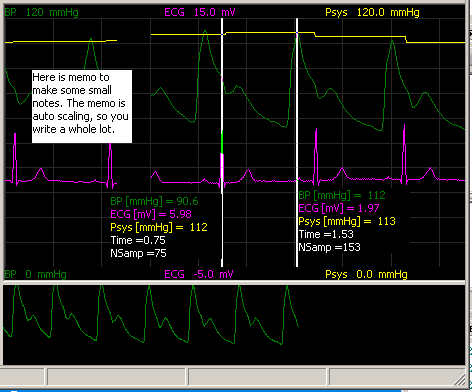 BP 120 mmHg ECG 15.0 mV Psys 120.0 mmHg
Here is memo to
make some small
notes. The memo is
auto scaling, so you
write a whole lot.
BP [mmHg] = 90.6
ECG [mV] = 5.98
Psys [mmHg] = 112
Time =0.75
NSamp =75
BP [mmHg] = 112
ECG [mV] = 1.97
Psys [mmHg] = 113
Time =1.53
NSamp =153
BP 0 mmHg ECG -5.0 mV Psys 0.0 mmHg